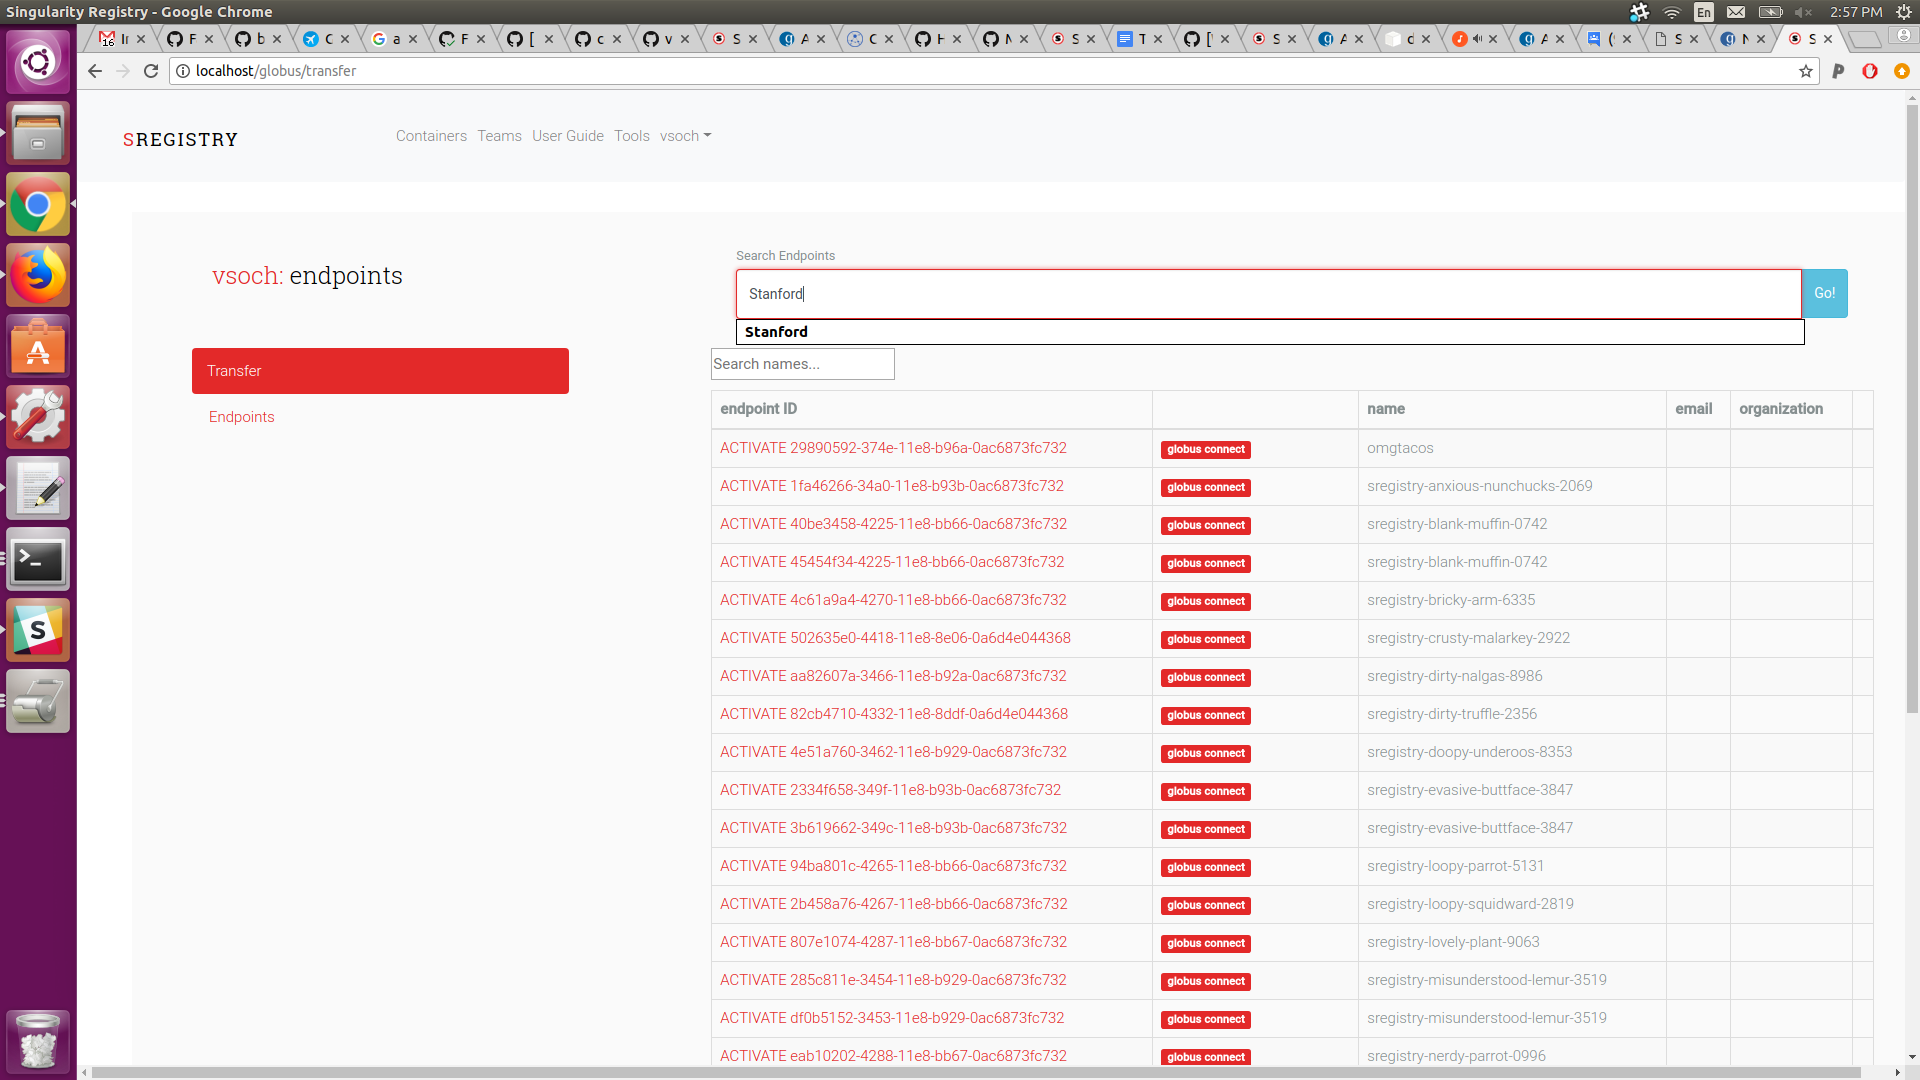 Singularity Registry - Google Chrome
En
2:57 PM
16
localhost/globus/transfer
SREGISTRY
Containers Teams User Guide Tools vsoch
vsoch: endpoints
Search Endpoints
Stanford
Go!
Stanford
Transfer
Endpoints
Search names...
endpoint ID name email organization
ACTIVATE 29890592-374e-11e8-b96a-0ac6873fc732 globus connect omgtacos
ACTIVATE 1fa46266-34a0-11e8-b93b-0ac6873fc732 globus connect sregistry-anxious-nunchucks-2069
ACTIVATE 40be3458-4225-11e8-bb66-0ac6873fc732 globus connect sregistry-blank-muffin-0742
ACTIVATE 45454f34-4225-11e8-bb66-0ac6873fc732 globus connect sregistry-blank-muffin-0742
ACTIVATE 4c61a9a4-4270-11e8-bb66-0ac6873fc732 globus connect sregistry-bricky-arm-6335
ACTIVATE 502635e0-4418-11e8-8e06-0a6d4e044368 globus connect sregistry-crusty-malarkey-2922
ACTIVATE aa82607a-3466-11e8-b92a-0ac6873fc732 globus connect sregistry-dirty-nalgas-8986
ACTIVATE 82cb4710-4332-11e8-8ddf-0a6d4e044368 globus connect sregistry-dirty-truffle-2356
ACTIVATE 4e51a760-3462-11e8-b929-0ac6873fc732 globus connect sregistry-doopy-underoos-8353
ACTIVATE 2334f658-349f-11e8-b93b-0ac6873fc732 globus connect sregistry-evasive-buttface-3847
ACTIVATE 3b619662-349c-11e8-b93b-0ac6873fc732 globus connect sregistry-evasive-buttface-3847
ACTIVATE 94ba801c-4265-11e8-bb66-0ac6873fc732 globus connect sregistry-loopy-parrot-5131
ACTIVATE 2b458a76-4267-11e8-bb66-0ac6873fc732 globus connect sregistry-loopy-squidward-2819
ACTIVATE 807e1074-4287-11e8-bb67-0ac6873fc732 globus connect sregistry-lovely-plant-9063
ACTIVATE 285c811e-3454-11e8-b929-0ac6873fc732 globus connect sregistry-misunderstood-lemur-3519
ACTIVATE df0b5152-3453-11e8-b929-0ac6873fc732 globus connect sregistry-misunderstood-lemur-3519
ACTIVATE eab10202-4288-11e8-bb67-0ac6873fc732 globus connect sregistry-nerdy-parrot-0996